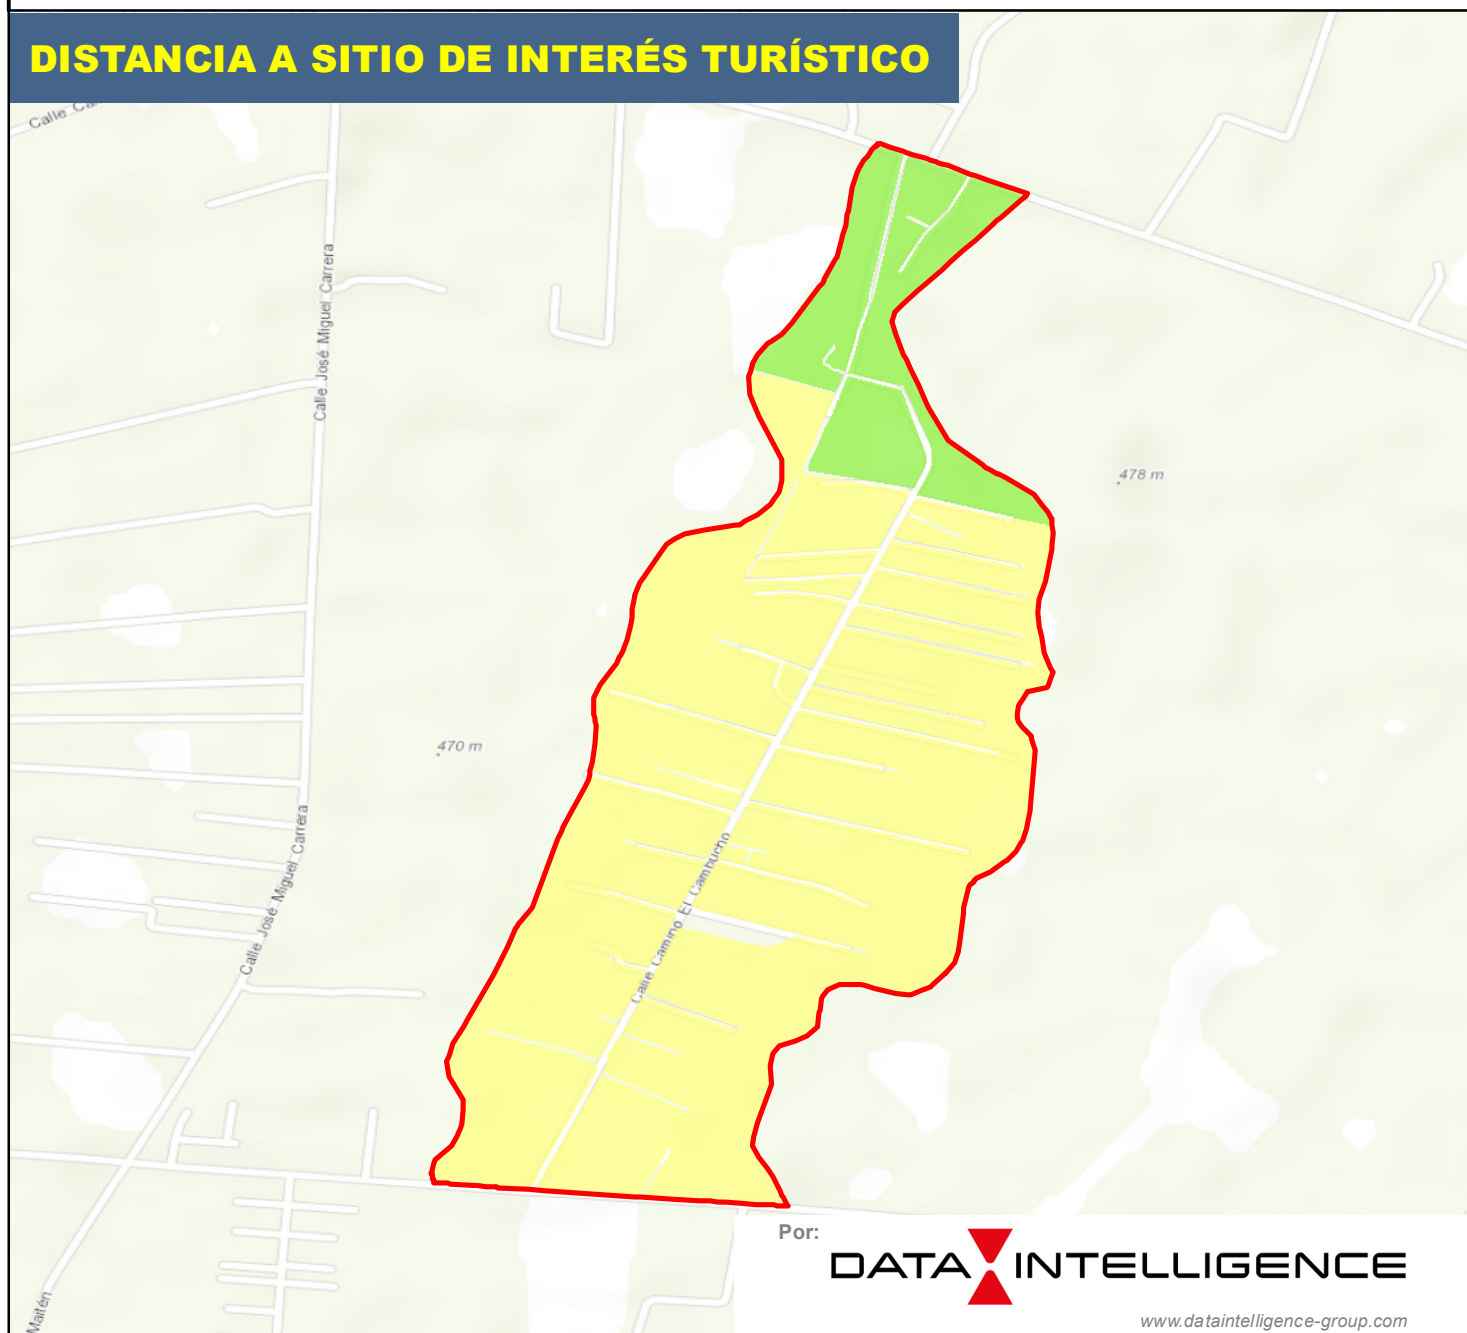 DISTANCIA A SITIO DE INTERÉS TURÍSTICO
Calle
Calle José Miguel Carrera
478 m
470 m
Calle José Miguel Carrera
Calle Camino El Cambucho
Maitén
Por:
DATA INTELLIGENCE
www.dataintelligence-group.com